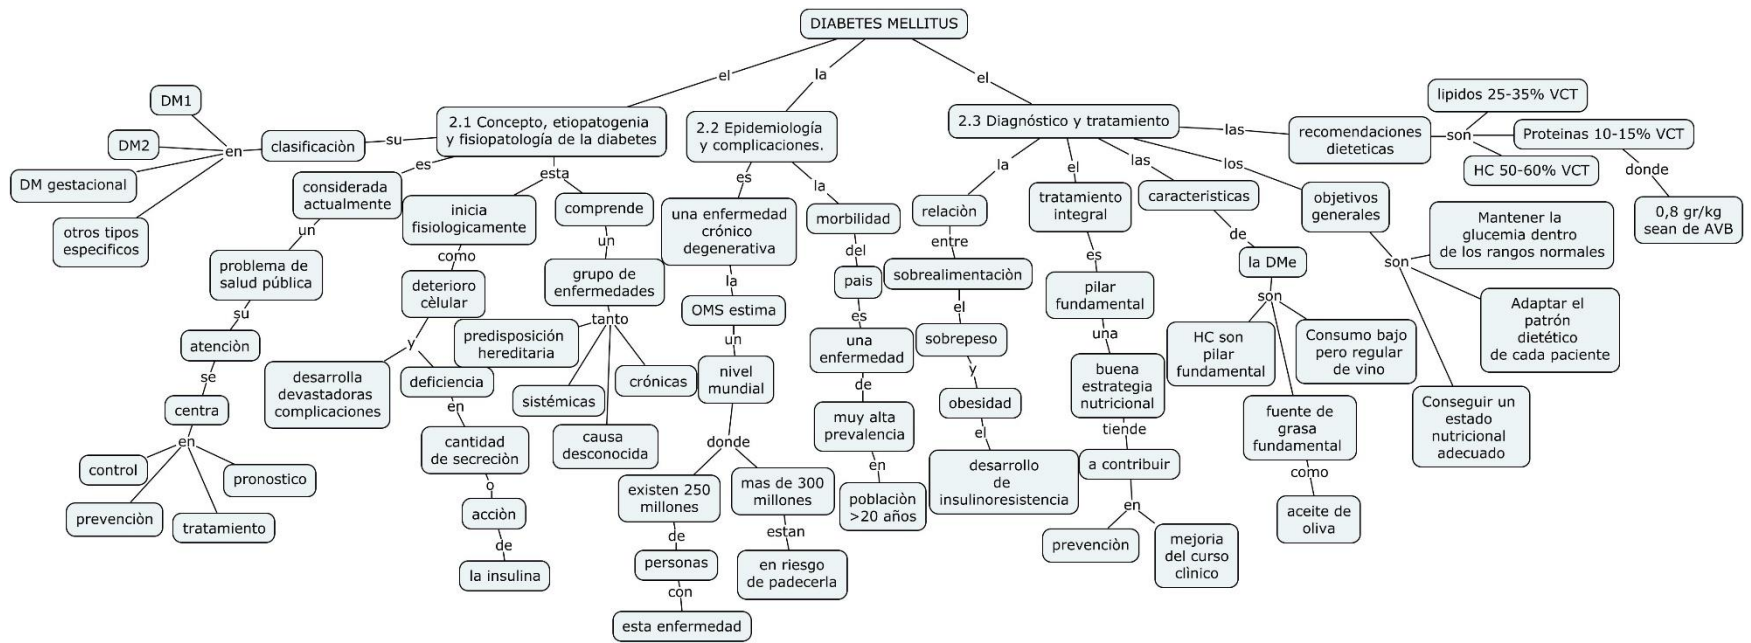 DIABETES MELLITUS
el
la
el
2.1 Concepto, etiopatogenia
y fisiopatología de la diabetes
su
clasificaciòn
en
DM1
DM2
DM gestacional
otros tipos
especificos
es
considerada
actualmente
un
problema de
salud pública
su
atenciòn
se
centra
en
control
prevenciòn
tratamiento
pronostico
esta
inicia
fisiologicamente
como
deterioro
cèlular
y
desarrolla
devastadoras
complicaciones
deficiencia
en
cantidad
de secreciòn
o
acciòn
de
la insulina
comprende
un
grupo de
enfermedades
tanto
predisposición
hereditaria
sistémicas
causa
desconocida
crónicas
2.2 Epidemiología
y complicaciones.
es
una enfermedad
crónico
degenerativa
la
OMS estima
un
nivel
mundial
donde
existen 250
millones
de
personas
con
esta enfermedad
mas de 300
millones
estan
en riesgo
de padecerla
la
morbilidad
del
pais
es
una
enfermedad
de
muy alta
prevalencia
en
poblaciòn
>20 años
2.3 Diagnóstico y tratamiento
la
relaciòn
entre
sobrealimentaciòn
el
sobrepeso
y
obesidad
el
desarrollo
de
insulinoresistencia
el
tratamiento
integral
es
pilar
fundamental
una
buena
estrategia
nutricional
tiende
a contribuir
en
prevenciòn
mejoria
del curso
clìnico
las
caracteristicas
de
la DMe
son
HC son
pilar
fundamental
fuente de
grasa
fundamental
como
aceite de
oliva
Consumo bajo
pero regular
de vino
los
objetivos
generales
son
Mantener la
glucemia dentro
de los rangos normales
Adaptar el
patrón
dietético
de cada paciente
Conseguir un
estado
nutricional
adecuado
las
recomendaciones
dieteticas
son
lipidos 25-35% VCT
Proteinas 10-15% VCT
HC 50-60% VCT
donde
0,8 gr/kg
sean de AVB